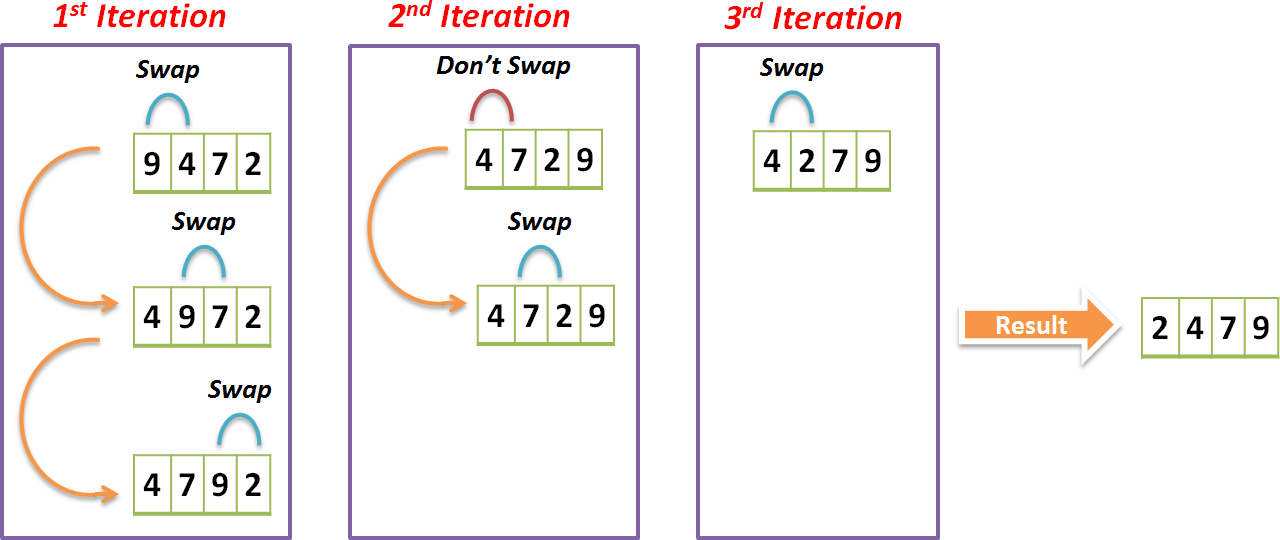 1st Iteration
Swap
9 4 7 2
Swap
4 9 7 2
Swap
4 7 9 2
2nd Iteration
Don't Swap
4 7 2 9
Swap
4 7 2 9
3rd Iteration
Swap
4 2 7 9
Result
2 4 7 9